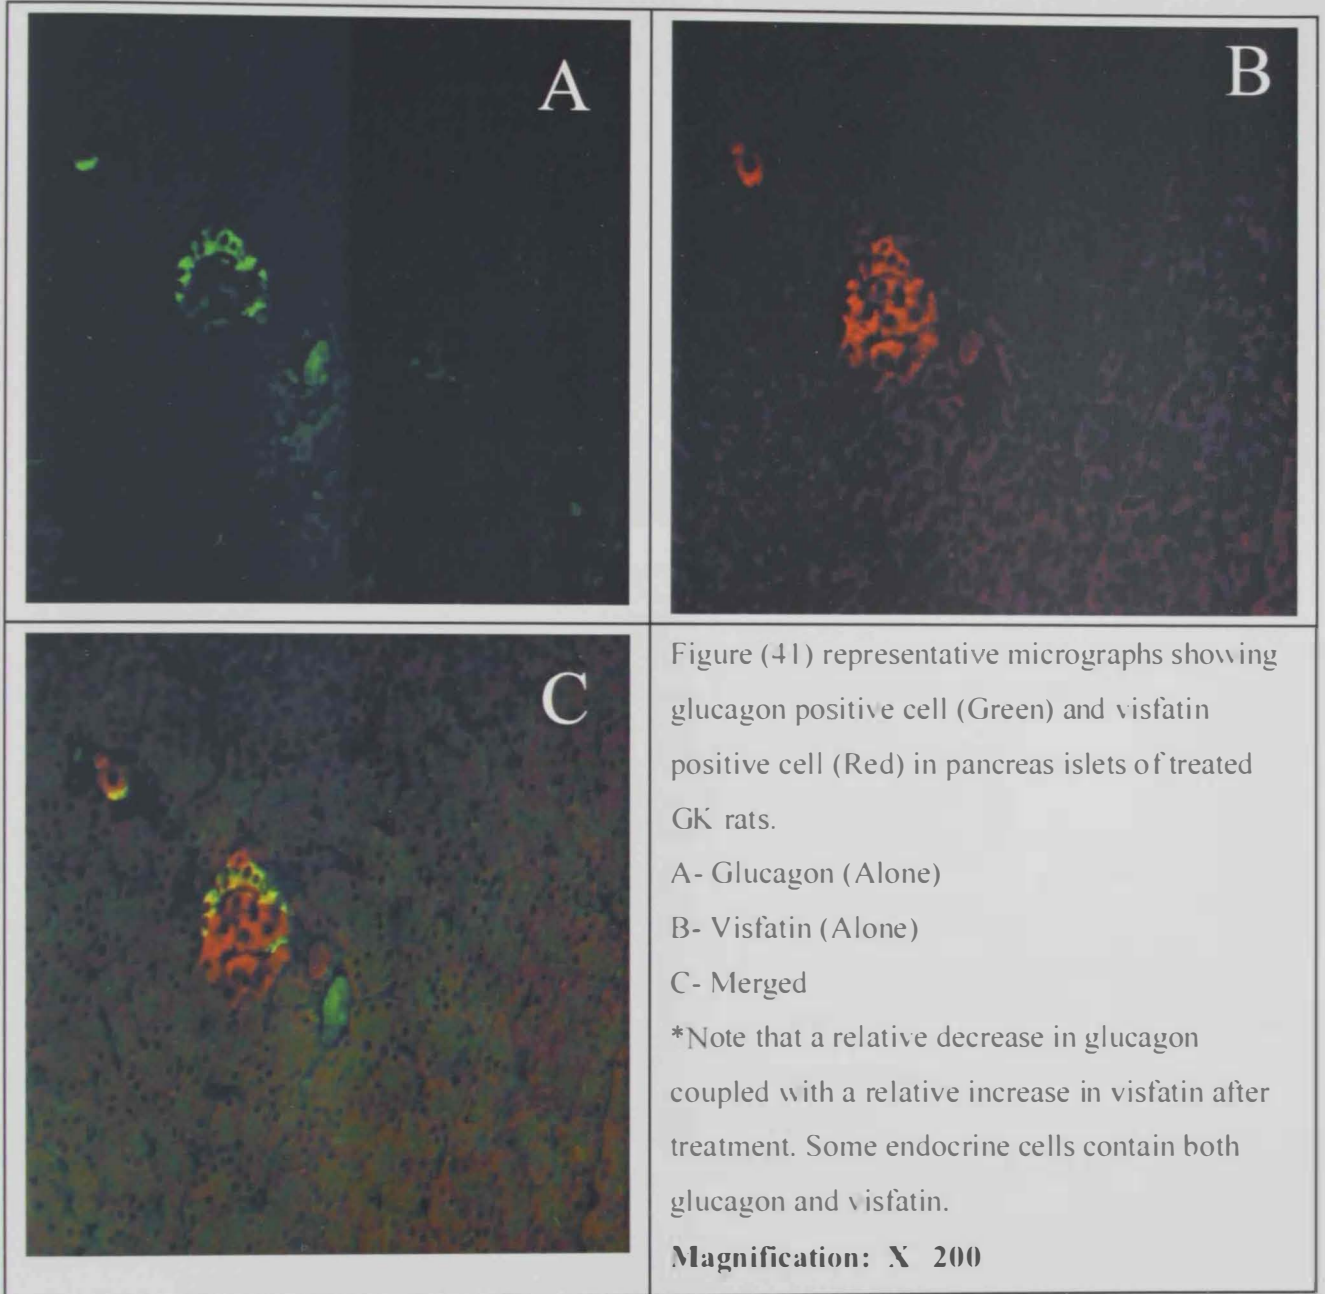 A
B
C
Figure (41) representative micrographs showing
glucagon positive cell (Green) and visfatin
positive cell (Red) in pancreas islets of treated
GK rats.
A- Glucagon (Alone)
B- Visfatin (Alone)
C- Merged
*Note that a relative decrease in glucagon
coupled with a relative increase in visfatin after
treatment. Some endocrine cells contain both
glucagon and visfatin.
Magnification: X 200